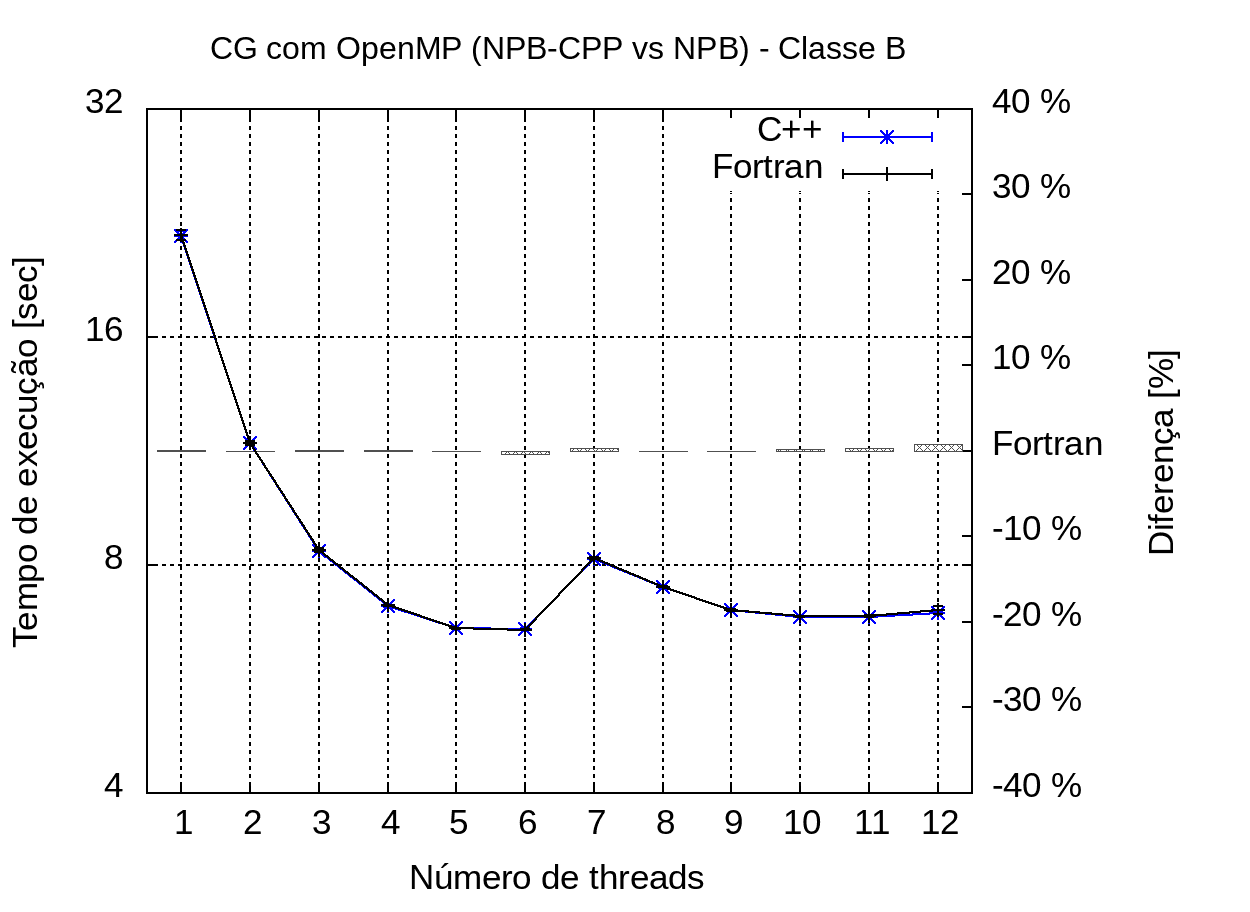 CG com OpenMP (NPB-CPP vs NPB) - Classe B
C++
Fortran
Tempo de execução [sec]
32
16
8
4
40 %
30 %
20 %
10 %
Fortran
-10 %
-20 %
-30 %
-40 %
Diferença [%]
1 2 3 4 5 6 7 8 9 10 11 12
Número de threads